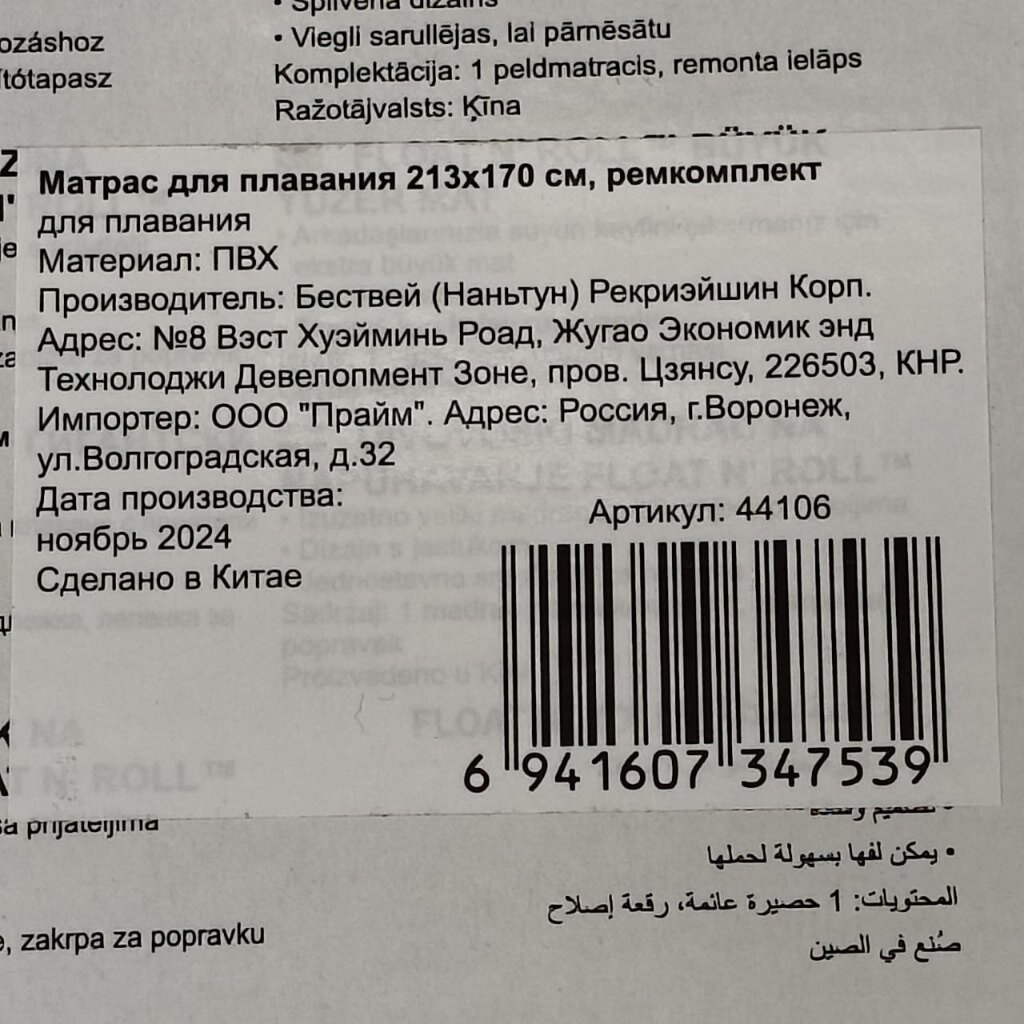 ozáshoz
ítótapasz
• Viegli sarullējas, lai pārnēsātu
Komplektācija: 1 peldmatracis, remonta ielāps
Ražotājvalsts: Ķīna
Матрас для плавания 213x170 см, ремкомплект
для плавания
Материал: ПВХ
Производитель: Бествей (Наньтун) Рекриэйшин Корп.
Адрес: №8 Вэст Хуэйминь Роад, Жугао Экономик энд
Технолоджи Девелопмент Зоне, пров. Цзянсу, 226503, КНР.
Импортер: ООО "Прайм". Адрес: Россия, г.Воронеж,
ул.Волгоградская, д.32
Дата производства:
ноябрь 2024
Сделано в Китае
Артикул: 44106
6 941607 347539
prijateljima
, zakrpa za popravku
• يمكن لفها بسهولة لحملها
المحتويات: 1 حصيرة عائمة، رقعة إصلاح
صُنع في الصين